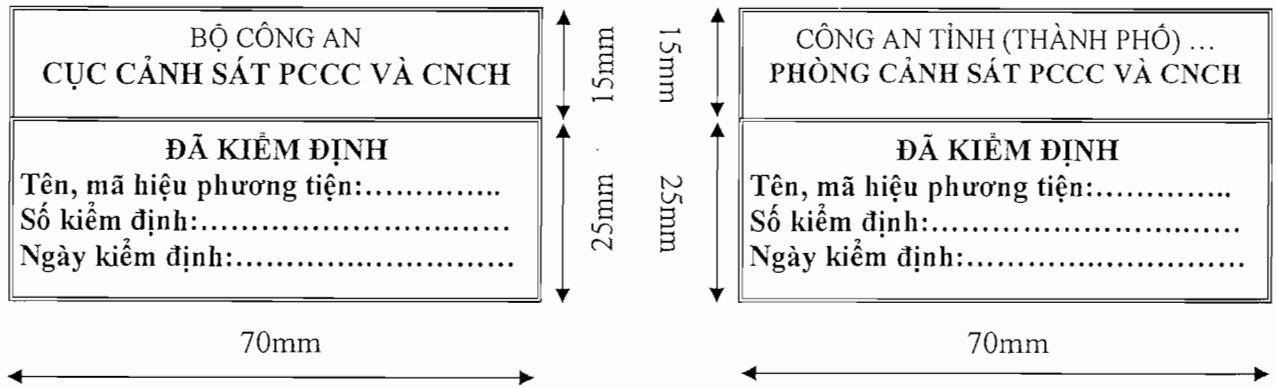 BỘ CÔNG AN
CỤC CẢNH SÁT PCCC VÀ CNCH
ĐÃ KIỂM ĐỊNH
Tên, mã hiệu phương tiện:..............
Số kiểm định:..............................
Ngày kiểm định:...........................
15mm
25mm
70mm
CÔNG AN TỈNH (THÀNH PHỐ) ...
PHÒNG CẢNH SÁT PCCC VÀ CNCH
ĐÃ KIỂM ĐỊNH
Tên, mã hiệu phương tiện:..............
Số kiểm định:..............................
Ngày kiểm định:...........................
15mm
25mm
70mm